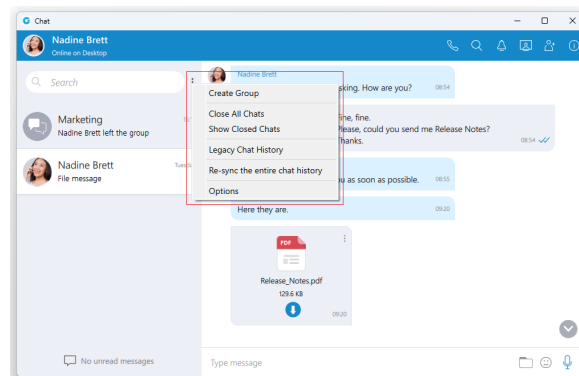 Chat
Nadine Brett
Online on Desktop
Search
Marketing
Nadine Brett left the group
Nadine Brett
File message
Nadine Brett
sking. How are you?
08:54
Create Group
Close All Chats
Show Closed Chats
Legacy Chat History
Re-sync the entire chat history
Options
ine, fine.
Please, could you send me Release Notes?
Thanks.
08:54
u as soon as possible.
08:55
Here they are.
09:20
PDF
Release_Notes.pdf
129.6 KB
09:20
No unread messages
Type message